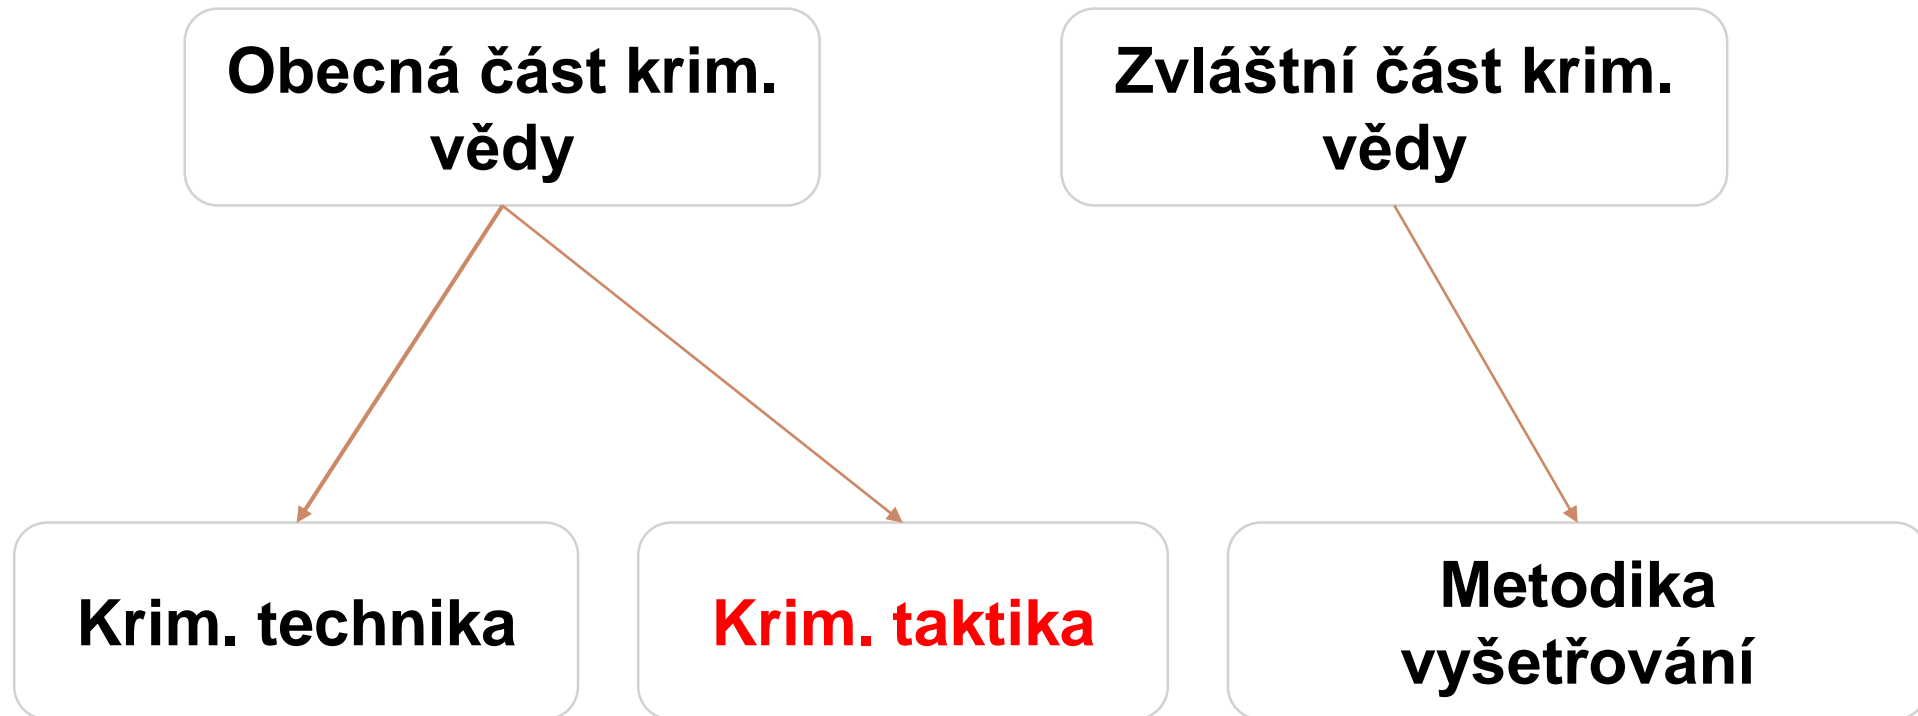 Obecná část krim.
vědy
Zvláštní část krim.
vědy
Krim. technika
Krim. taktika
Metodika
vyšetřování